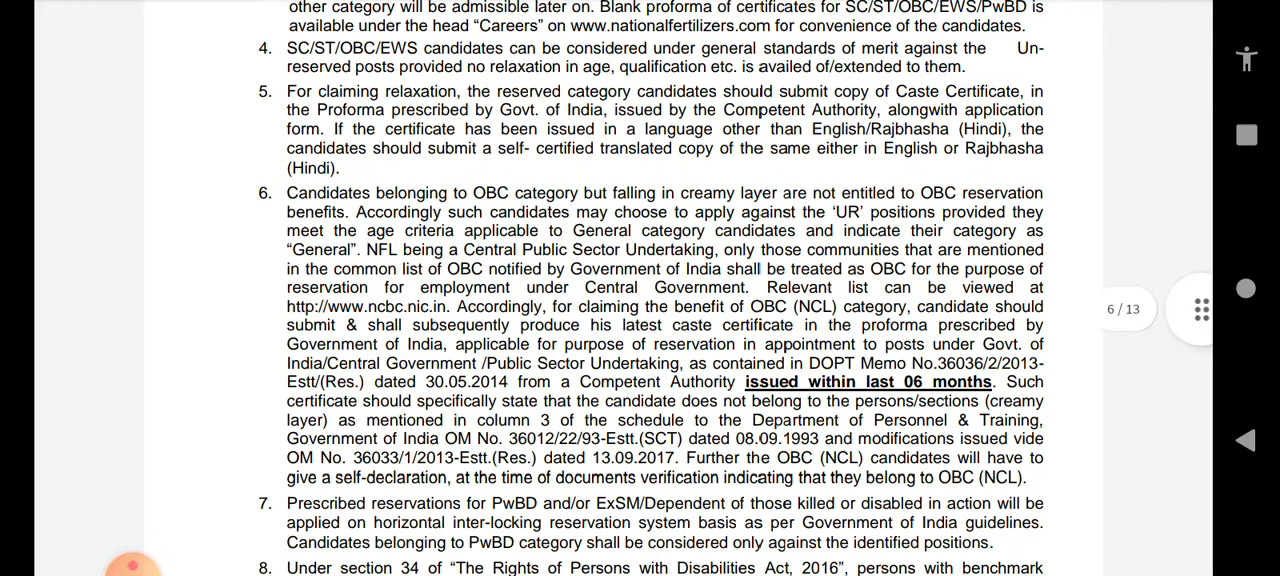 other category will be admissible later on. Blank proforma of certificates for SC/ST/OBC/EWS/PwBD is
available under the head “Careers” on www.nationalfertilizers.com for convenience of the candidates.
4. SC/ST/OBC/EWS candidates can be considered under general standards of merit against the Un-
reserved posts provided no relaxation in age, qualification etc. is availed of/extended to them.
5. For claiming relaxation, the reserved category candidates should submit copy of Caste Certificate, in
the Proforma prescribed by Govt. of India, issued by the Competent Authority, alongwith application
form. If the certificate has been issued in a language other than English/Rajbhasha (Hindi), the
candidates should submit a self- certified translated copy of the same either in English or Rajbhasha
(Hindi).
6. Candidates belonging to OBC category but falling in creamy layer are not entitled to OBC reservation
benefits. Accordingly such candidates may choose to apply against the ‘UR’ positions provided they
meet the age criteria applicable to General category candidates and indicate their category as
“General”. NFL being a Central Public Sector Undertaking, only those communities that are mentioned
in the common list of OBC notified by Government of India shall be treated as OBC for the purpose of
reservation for employment under Central Government. Relevant list can be viewed at
http://www.ncbc.nic.in. Accordingly, for claiming the benefit of OBC (NCL) category, candidate should
submit & shall subsequently produce his latest caste certificate in the proforma prescribed by
Government of India, applicable for purpose of reservation in appointment to posts under Govt. of
India/Central Government /Public Sector Undertaking, as contained in DOPT Memo No.36036/2/2013-
Estt/(Res.) dated 30.05.2014 from a Competent Authority issued within last 06 months. Such
certificate should specifically state that the candidate does not belong to the persons/sections (creamy
layer) as mentioned in column 3 of the schedule to the Department of Personnel & Training,
Government of India OM No. 36012/22/93-Estt.(SCT) dated 08.09.1993 and modifications issued vide
OM No. 36033/1/2013-Estt.(Res.) dated 13.09.2017. Further the OBC (NCL) candidates will have to
give a self-declaration, at the time of documents verification indicating that they belong to OBC (NCL).
7. Prescribed reservations for PwBD and/or ExSM/Dependent of those killed or disabled in action will be
applied on horizontal inter-locking reservation system basis as per Government of India guidelines.
Candidates belonging to PwBD category shall be considered only against the identified positions.
8. Under section 34 of “The Rights of Persons with Disabilities Act, 2016”, persons with benchmark
6 / 13